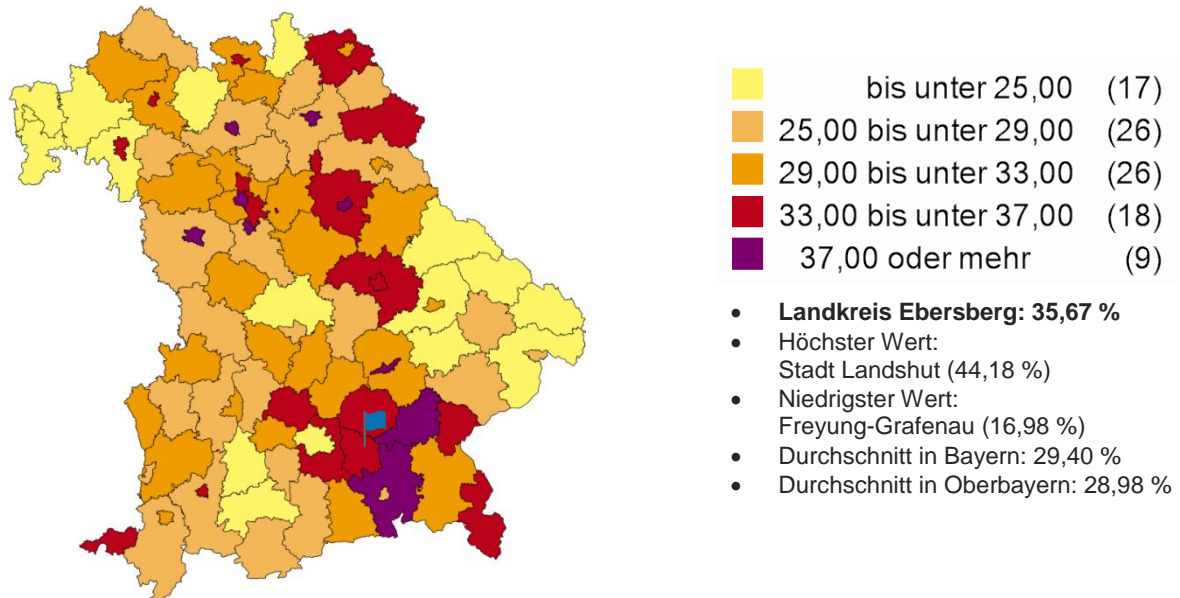 bis unter 25,00 (17)
25,00 bis unter 29,00 (26)
29,00 bis unter 33,00 (26)
33,00 bis unter 37,00 (18)
37,00 oder mehr (9)
• Landkreis Ebersberg: 35,67 %
• Höchster Wert:
Stadt Landshut (44,18 %)
• Niedrigster Wert:
Freyung-Grafenau (16,98 %)
• Durchschnitt in Bayern: 29,40 %
• Durchschnitt in Oberbayern: 28,98 %